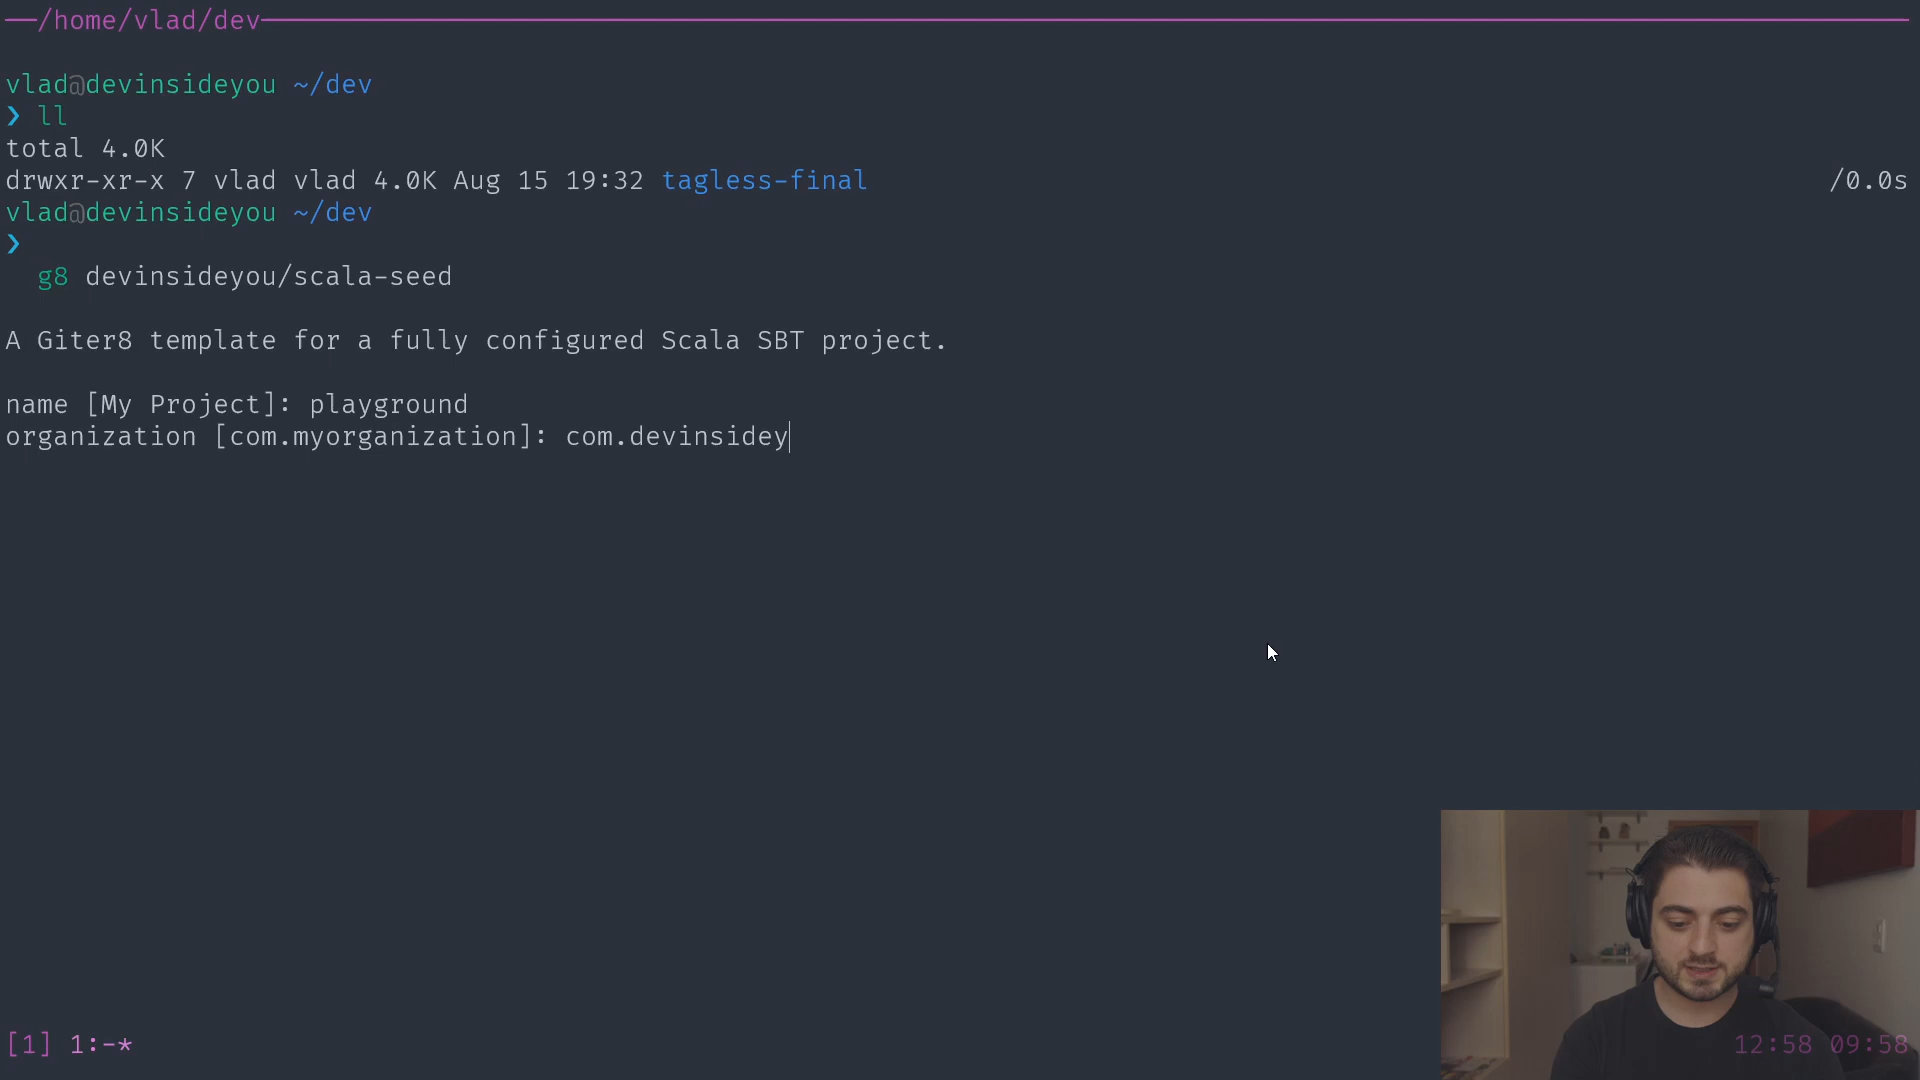 /home/vlad/dev
vlad@devinsideyou ~/dev
❯ ll
total 4.0K
drwxr-xr-x 7 vlad vlad 4.0K Aug 15 19:32 tagless-final /0.0s
vlad@devinsideyou ~/dev
❯
g8 devinsideyou/scala-seed
A Giter8 template for a fully configured Scala SBT project.
name [My Project]: playground
organization [com.myorganization]: com.devinsidey
[1] 1:-* 12:58 09:58